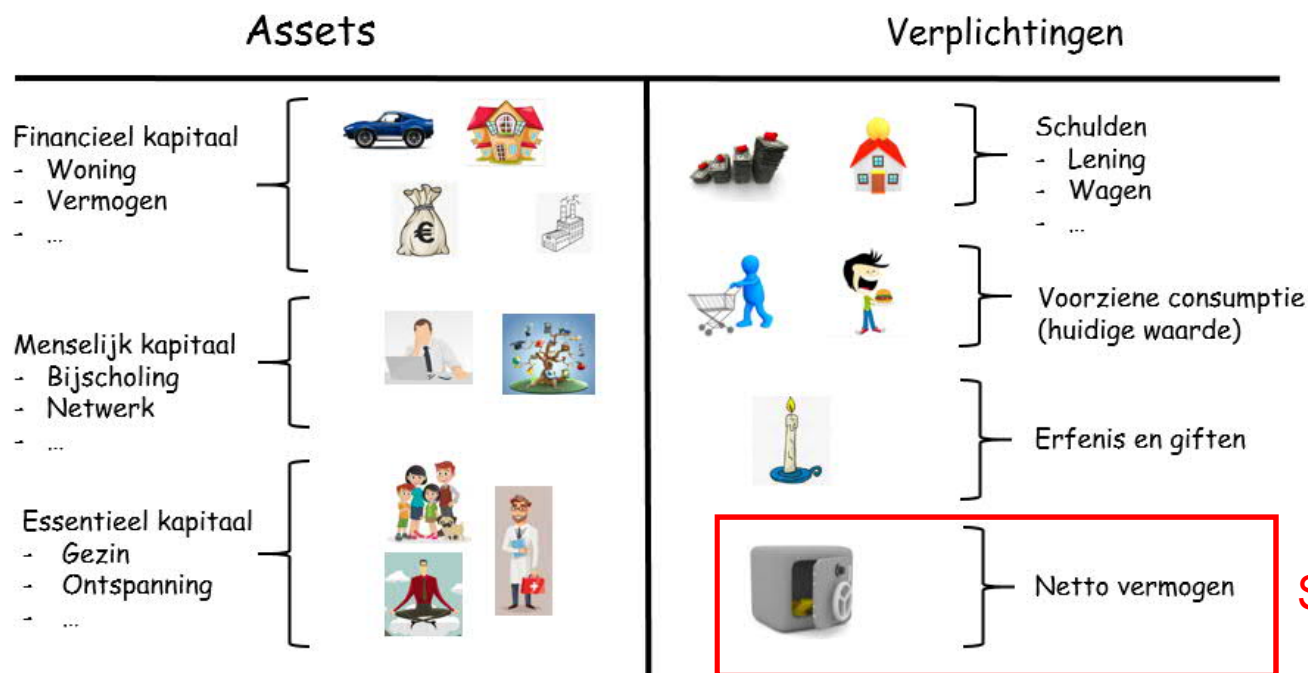 Assets
Verplichtingen
Financieel kapitaal
- Woning
- Vermogen
- ...
€
Menselijk kapitaal
- Bijscholing
- Netwerk
- ...
Essentieel kapitaal
- Gezin
- Ontspanning
- ...
Schulden
- Lening
- Wagen
- ...
Voorziene consumptie
(huidige waarde)
Erfenis en giften
Netto vermogen
S